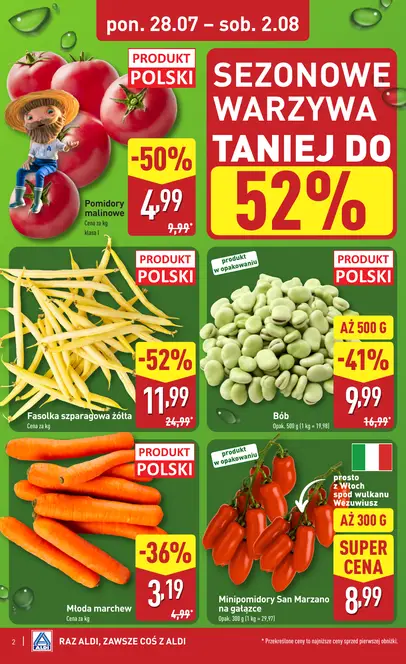 pon. 28.07 – sob. 2.08
PRODUKT
POLSKI
SEZONOWE
WARZYWA
TANIEJ DO
52%
-50%
Pomidory
malinowe
Cena za kg
klasa I
4,99
9,99*
PRODUKT
POLSKI
-52%
11,99
24,99*
Fasolka szparagowa żółta
Cena za kg
produkt
w opakowaniu
PRODUKT
POLSKI
AŻ 500 G
-41%
9,99
16,99*
Bób
Opak. 500 g (1 kg = 19,98)
PRODUKT
POLSKI
-36%
3,19
4,99*
Młoda marchew
Cena za kg
produkt
w opakowaniu
prosto
z Włoch
spod wulkanu
Wezuwiusz
AŻ 300 G
SUPER
CENA
8,99
Minipomidory San Marzano
na gałązce
Opak. 300 g (1 kg = 29,97)
2
ALDI
RAZ ALDI, ZAWSZE COŚ Z ALDI
* Przekreślone ceny to najniższe ceny sprzed pierwszej obniżki.